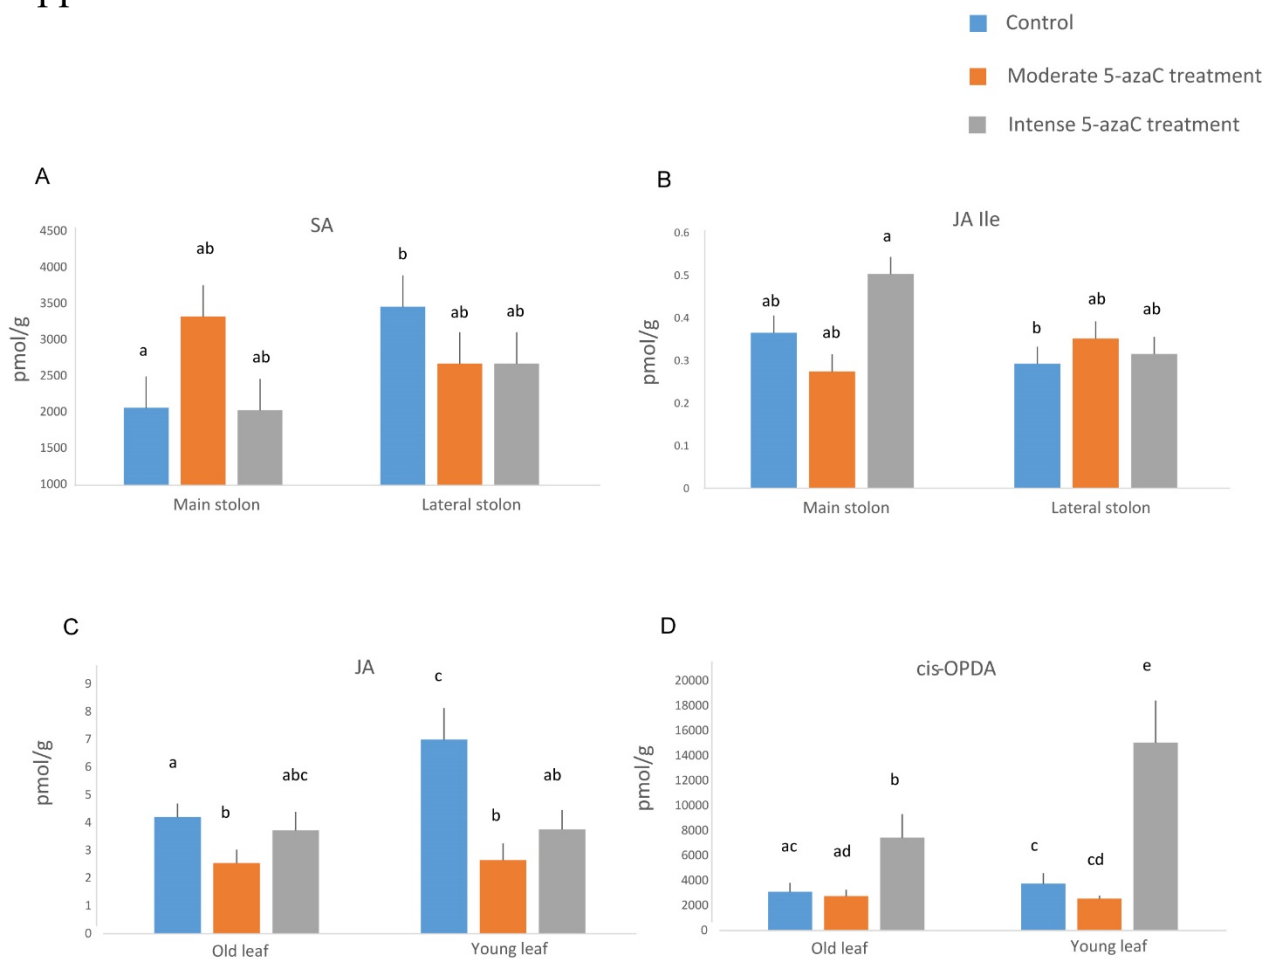 Control
Moderate 5-azaC treatment
Intense 5-azaC treatment
A
SA
4500
4000
3500
3000
2500
2000
1500
1000
pmol/g
a
ab
ab
b
ab
ab
Main stolon
Lateral stolon
B
JA Ile
0.6
0.5
0.4
0.3
0.2
0.1
0
pmol/g
ab
ab
a
b
ab
ab
Main stolon
Lateral stolon
C
JA
9
8
7
6
5
4
3
2
1
0
pmol/g
a
b
abc
c
b
ab
Old leaf
Young leaf
D
cis-OPDA
20000
18000
16000
14000
12000
10000
8000
6000
4000
2000
0
pmol/g
ac
ad
b
c
cd
e
Old leaf
Young leaf